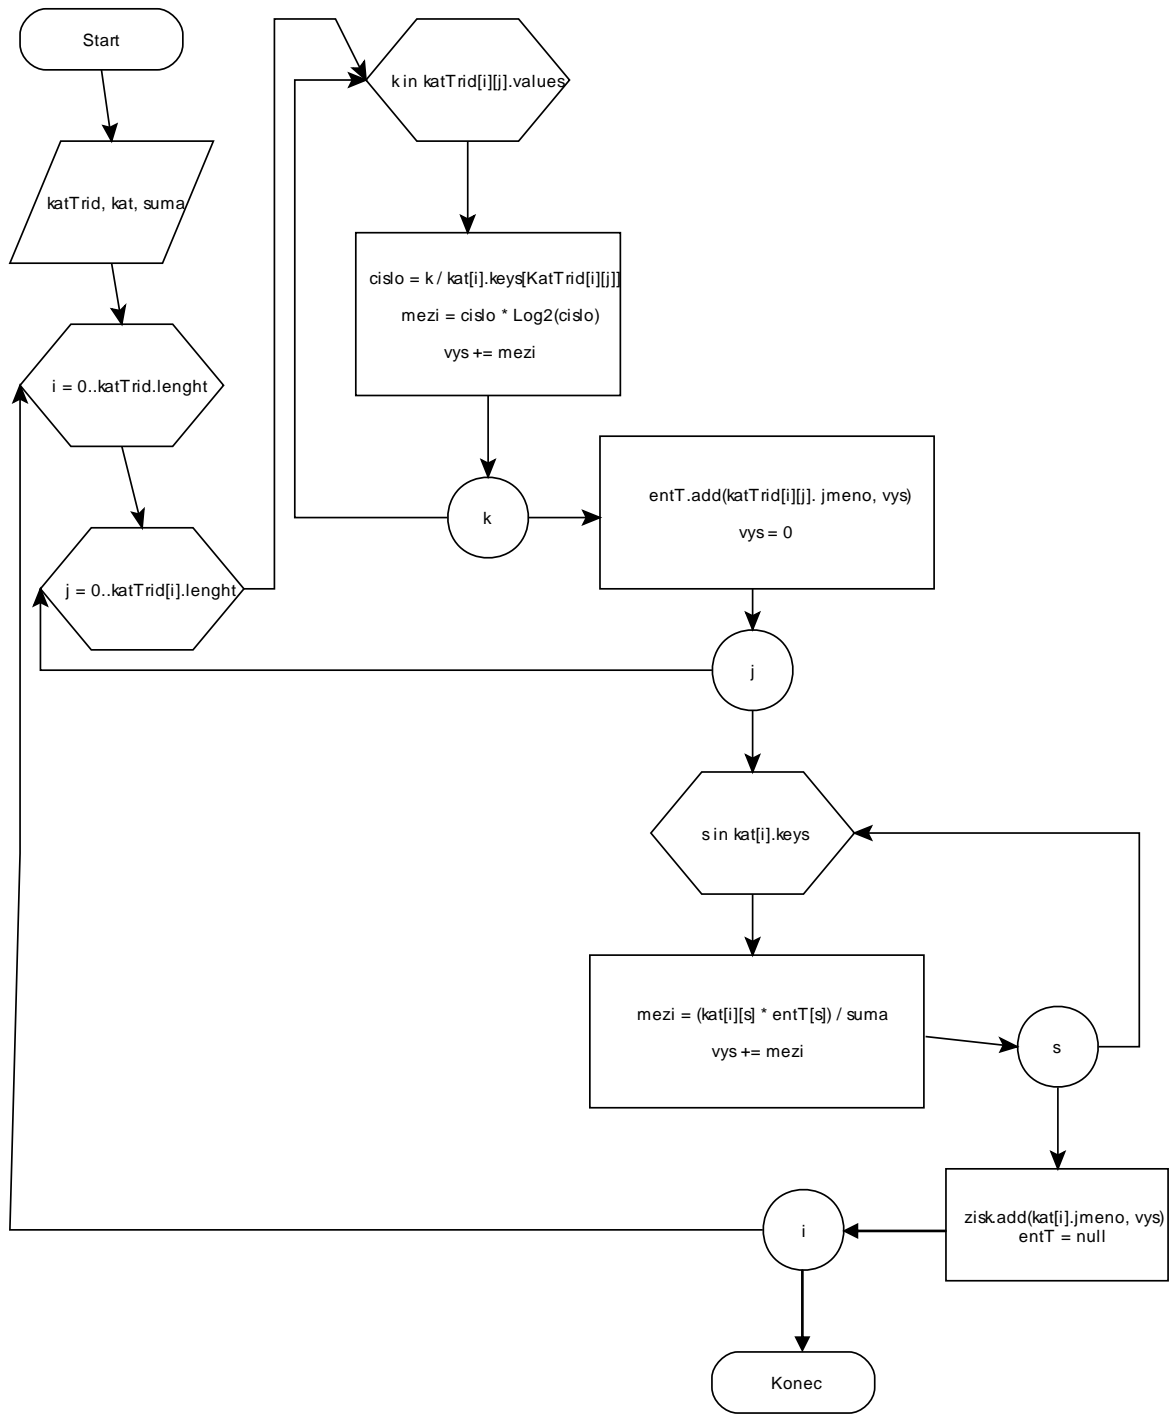 Start
katTrid, kat, suma
i = 0..katTrid.lenght
j = 0..katTrid[i].lenght
k in katTrid[i][j].values
cislo = k / kat[i].keys[KatTrid[i][j]]
mezi = cislo * Log2(cislo)
vys += mezi
k
entT.add(katTrid[i][j]. jmeno, vys)
vys = 0
j
s in kat[i].keys
mezi = (kat[i][s] * entT[s]) / suma
vys += mezi
s
zisk.add(kat[i].jmeno, vys)
entT = null
i
Konec